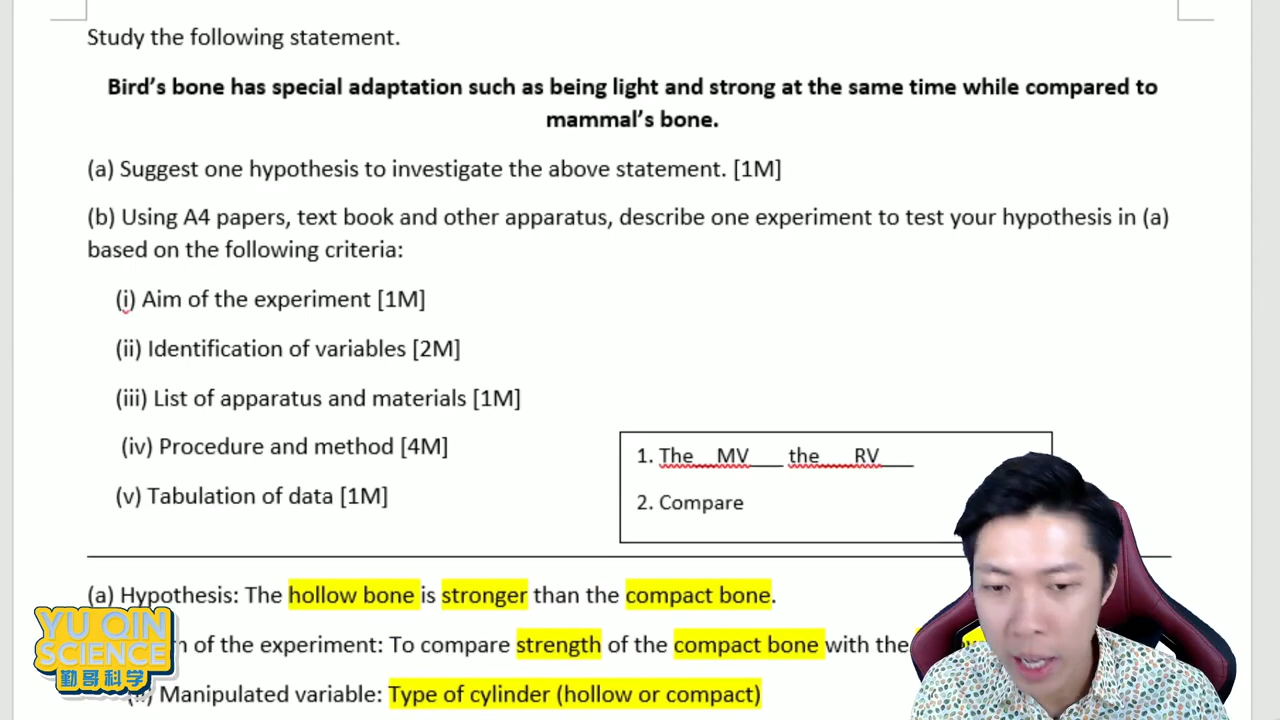 Study the following statement.
Bird's bone has special adaptation such as being light and strong at the same time while compared to
mammal's bone.
(a) Suggest one hypothesis to investigate the above statement. [1M]
(b) Using A4 papers, text book and other apparatus, describe one experiment to test your hypothesis in (a)
based on the following criteria:
(i) Aim of the experiment [1M]
(ii) Identification of variables [2M]
(iii) List of apparatus and materials [1M]
(iv) Procedure and method [4M]
(v) Tabulation of data [1M]
1. The___MV____ the____RV____
2. Compare
(a) Hypothesis: The hollow bone is stronger than the compact bone.
of the experiment: To compare strength of the compact bone with the
Manipulated variable: Type of cylinder (hollow or compact)
YU QIN
SCIENCE
勤哥科学